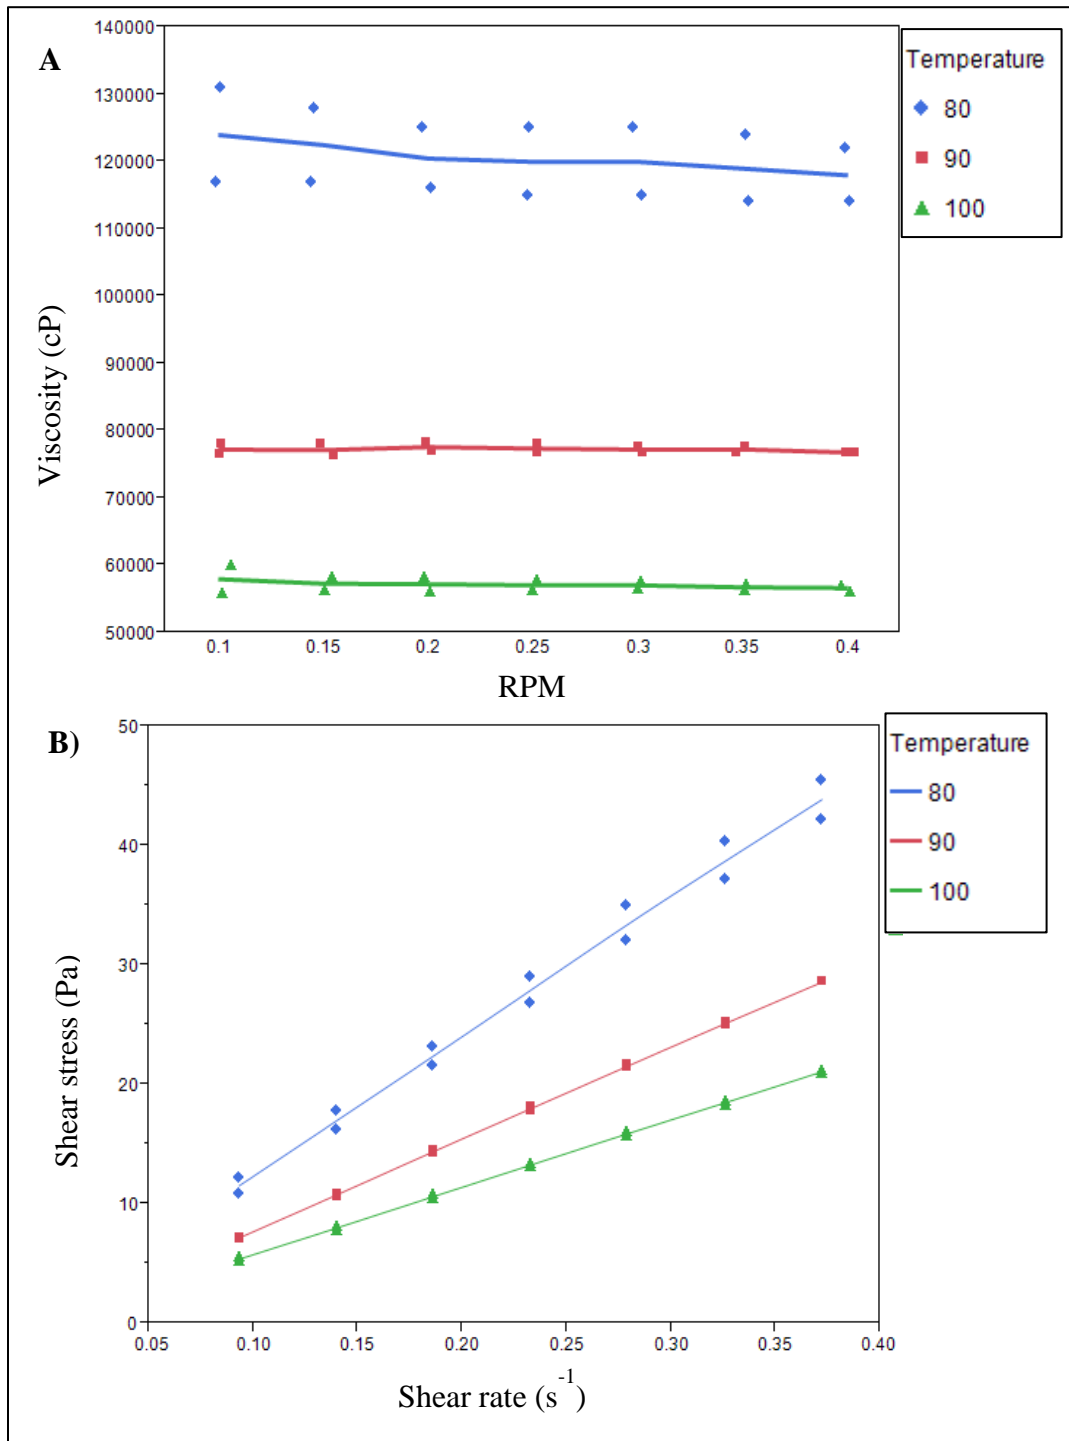 A
Temperature
80
90
100
140000
130000
120000
110000
100000
90000
80000
70000
60000
50000
Viscosity (cP)
0.1 0.15 0.2 0.25 0.3 0.35 0.4
RPM
B)
Temperature
80
90
100
50
40
30
20
10
0
Shear stress (Pa)
0.05 0.10 0.15 0.20 0.25 0.30 0.35 0.40
Shear rate (s⁻¹)